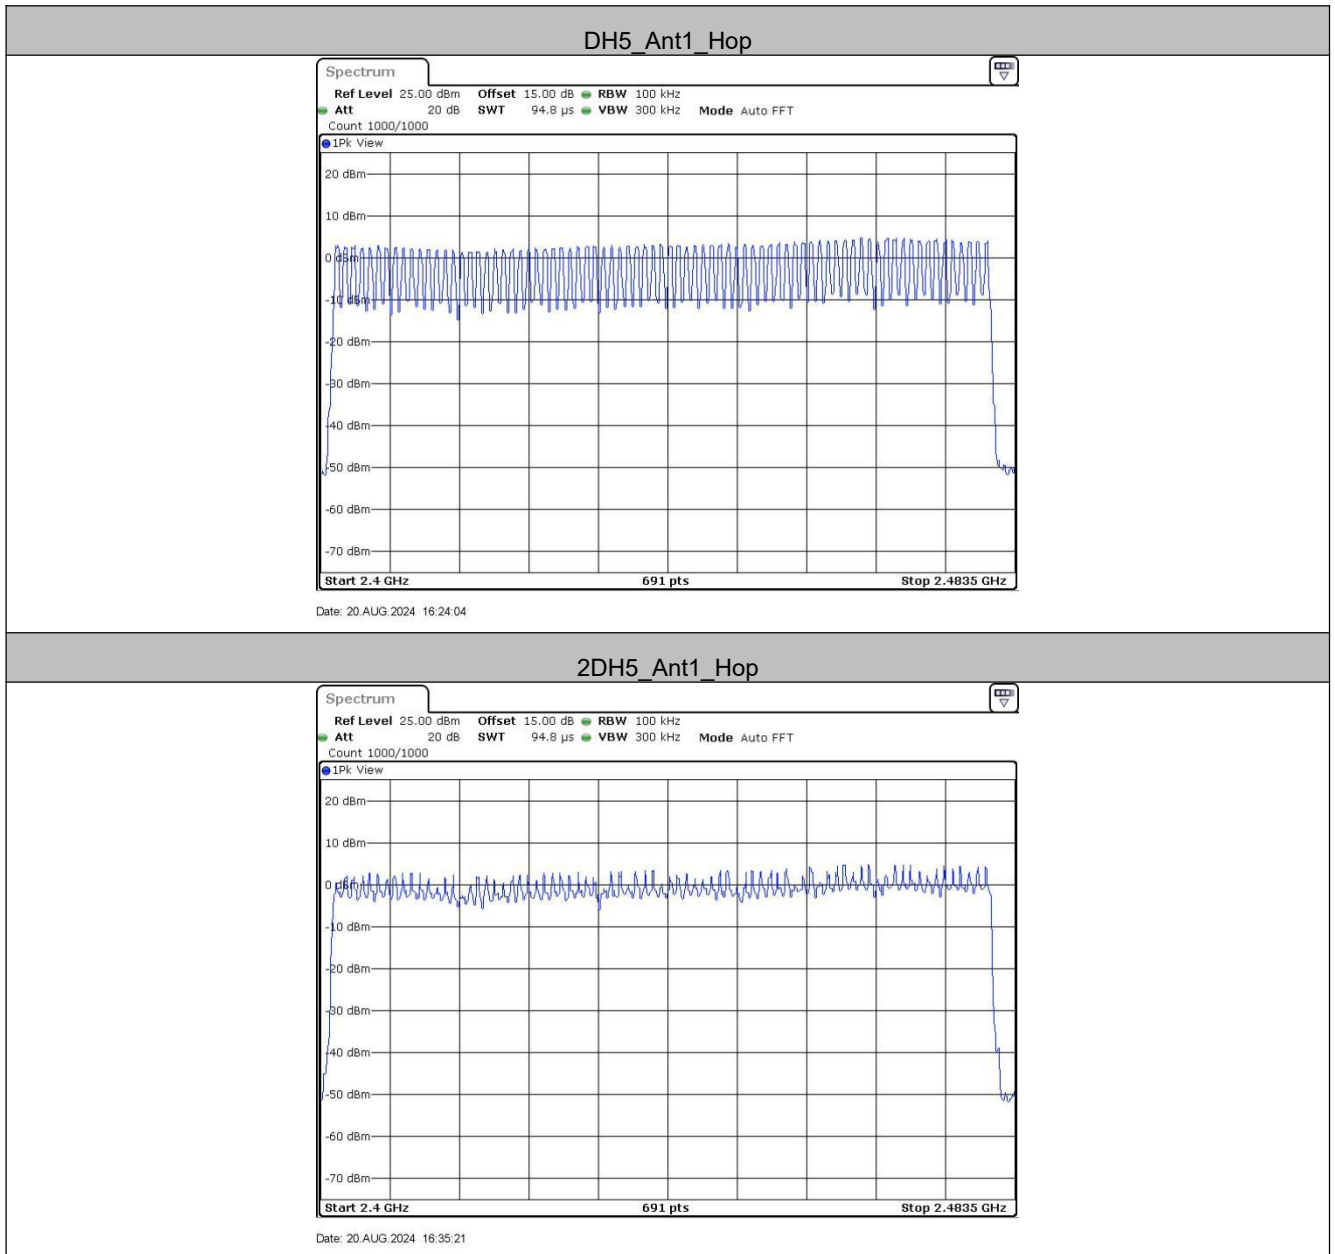 DH5_Ant1_Hop
Spectrum
Ref Level 25.00 dBm Offset 15.00 dB RBW 100 kHz
Att 20 dB SWT 94.8 µs VBW 300 kHz Mode Auto FFT
Count 1000/1000
1Pk View
20 dBm
10 dBm
0 dBm
-10 dBm
-20 dBm
-30 dBm
-40 dBm
-50 dBm
-60 dBm
-70 dBm
Start 2.4 GHz 691 pts Stop 2.4835 GHz
Date: 20.AUG.2024 16:24:04
2DH5_Ant1_Hop
Spectrum
Ref Level 25.00 dBm Offset 15.00 dB RBW 100 kHz
Att 20 dB SWT 94.8 µs VBW 300 kHz Mode Auto FFT
Count 1000/1000
1Pk View
20 dBm
10 dBm
0 dBm
-10 dBm
-20 dBm
-30 dBm
-40 dBm
-50 dBm
-60 dBm
-70 dBm
Start 2.4 GHz 691 pts Stop 2.4835 GHz
Date: 20.AUG.2024 16:35:21